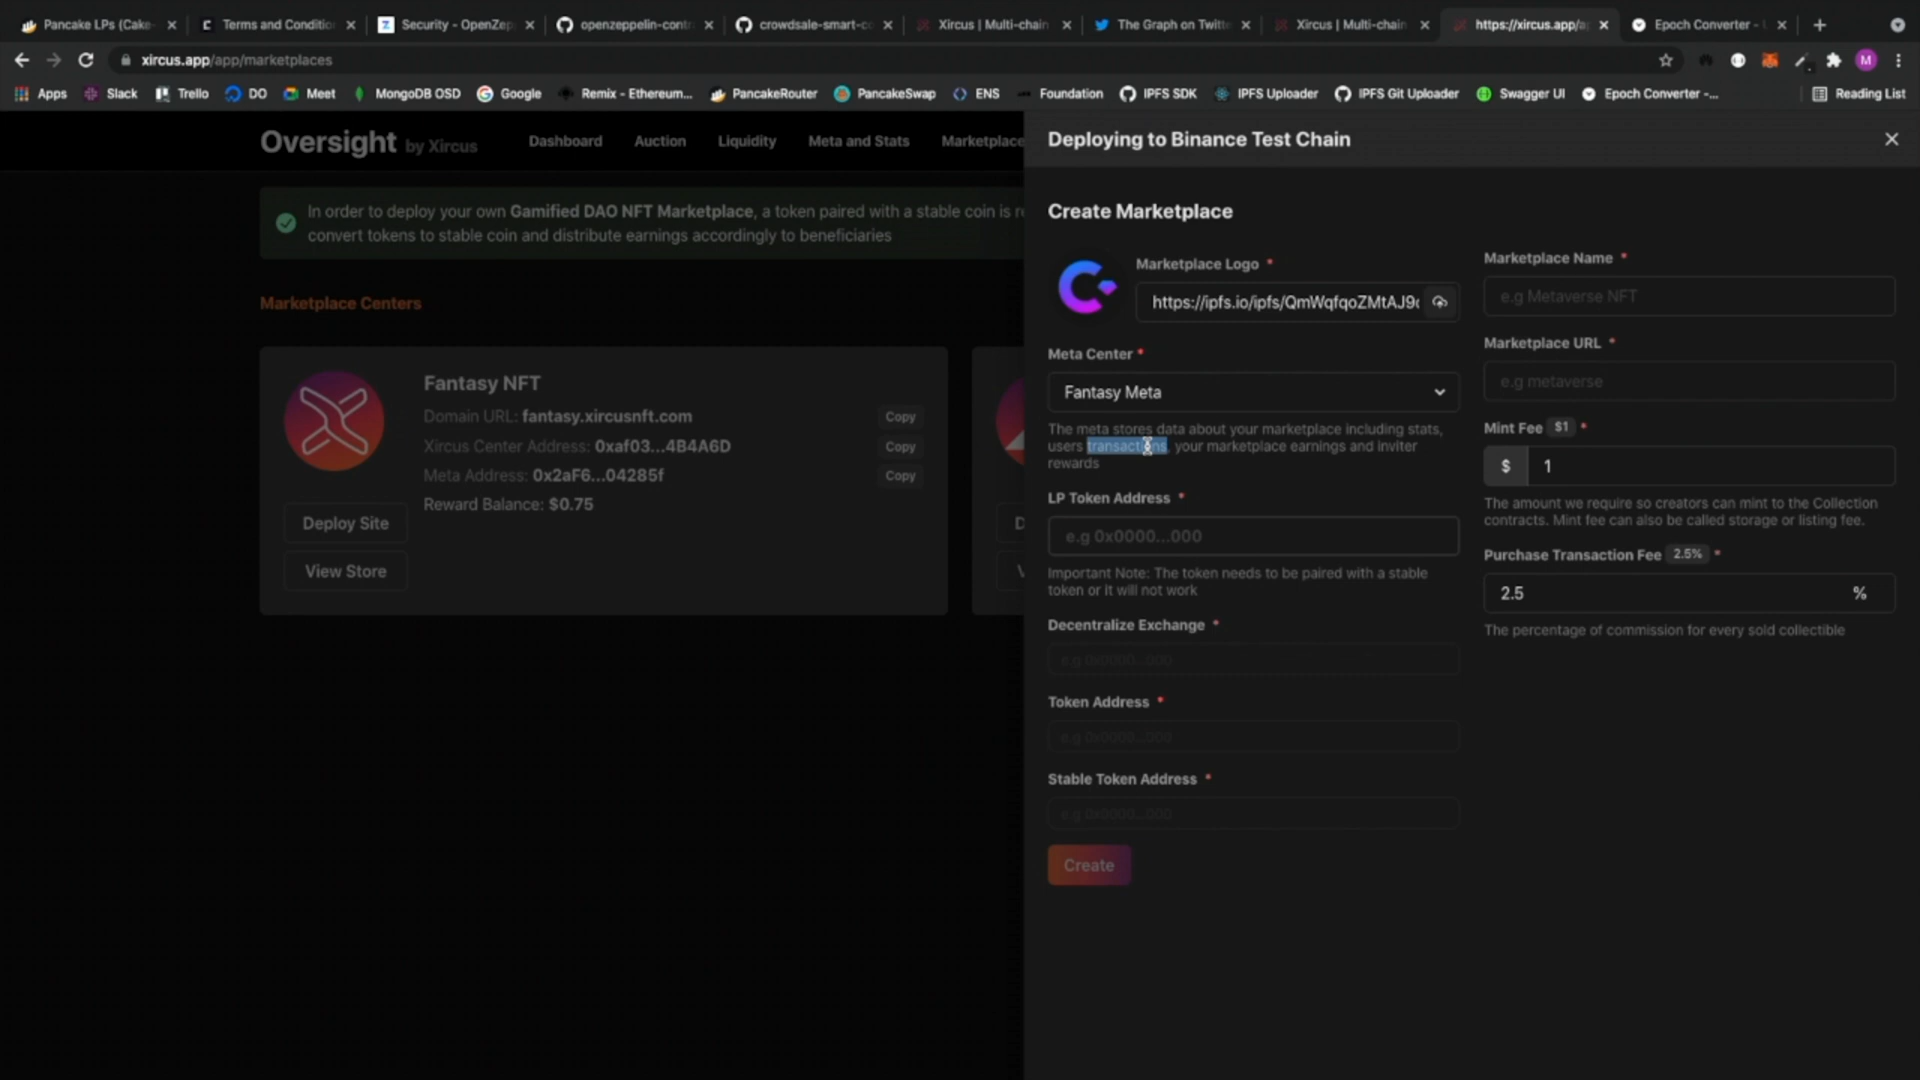 Pancake LPs (Cake-
Terms and Conditio
Security - OpenZep
openzeppelin-contr
crowdsale-smart-co
Xircus | Multi-chain
The Graph on Twitte
Xircus | Multi-chain
https://xircus.app/a
Epoch Converter -
xircus.app/app/marketplaces
M
Apps
Slack
Trello
DO
Meet
MongoDB OSD
Google
Remix - Ethereum...
PancakeRouter
PancakeSwap
ENS
Foundation
IPFS SDK
IPFS Uploader
IPFS Git Uploader
Swagger UI
Epoch Converter -...
Reading List
Oversight by Xircus
Dashboard
Auction
Liquidity
Meta and Stats
Marketplace
In order to deploy your own Gamified DAO NFT Marketplace, a token paired with a stable coin is re
convert tokens to stable coin and distribute earnings accordingly to beneficiaries
Marketplace Centers
Fantasy NFT
Domain URL: fantasy.xircusnft.com
Copy
Xircus Center Address: 0xaf03...4B4A6D
Copy
Meta Address: 0x2aF6...04285f
Copy
Reward Balance: $0.75
Deploy Site
View Store
D
V
Deploying to Binance Test Chain
Create Marketplace
Marketplace Logo *
https://ipfs.io/ipfs/QmWqfqoZMtAJ9c
Meta Center *
Fantasy Meta
The meta stores data about your marketplace including stats,
users transactions, your marketplace earnings and inviter
rewards
LP Token Address *
e.g 0x0000...000
Important Note: The token needs to be paired with a stable
token or it will not work
Decentralize Exchange *
e.g 0x0000...000
Token Address *
e.g 0x0000...000
Stable Token Address *
e.g 0x0000...000
Create
Marketplace Name *
e.g Metaverse NFT
Marketplace URL *
e.g metaverse
Mint Fee $1 *
$ 1
The amount we require so creators can mint to the Collection
contracts. Mint fee can also be called storage or listing fee.
Purchase Transaction Fee 2.5% *
2.5 %
The percentage of commission for every sold collectible